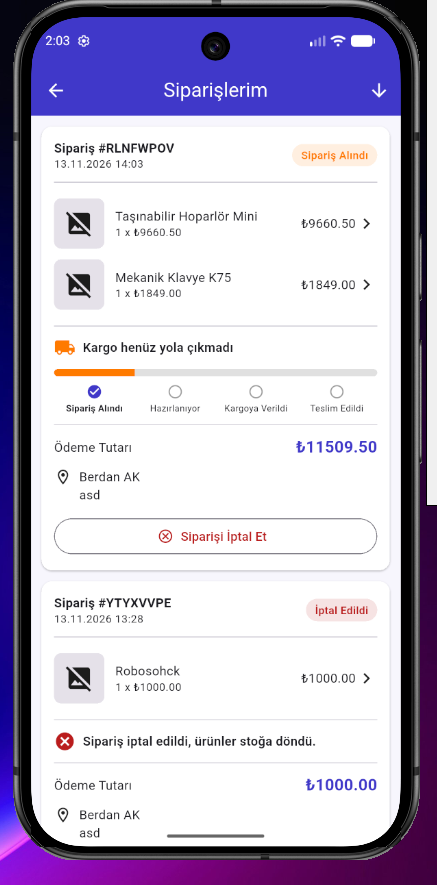 2:03
Siparişlerim
Sipariş #RLNFWPOV
13.11.2026 14:03
Sipariş Alındı
Taşınabilir Hoparlör Mini
1 x ₺9660.50
₺9660.50
Mekanik Klavye K75
1 x ₺1849.00
₺1849.00
Kargo henüz yola çıkmadı
Sipariş Alındı
Hazırlanıyor
Kargoya Verildi
Teslim Edildi
Ödeme Tutarı
₺11509.50
Berdan AK
asd
Siparişi İptal Et
Sipariş #YTYXVVPE
13.11.2026 13:28
İptal Edildi
Robosohck
1 x ₺1000.00
₺1000.00
Sipariş iptal edildi, ürünler stoğa döndü.
Ödeme Tutarı
₺1000.00
Berdan AK
asd